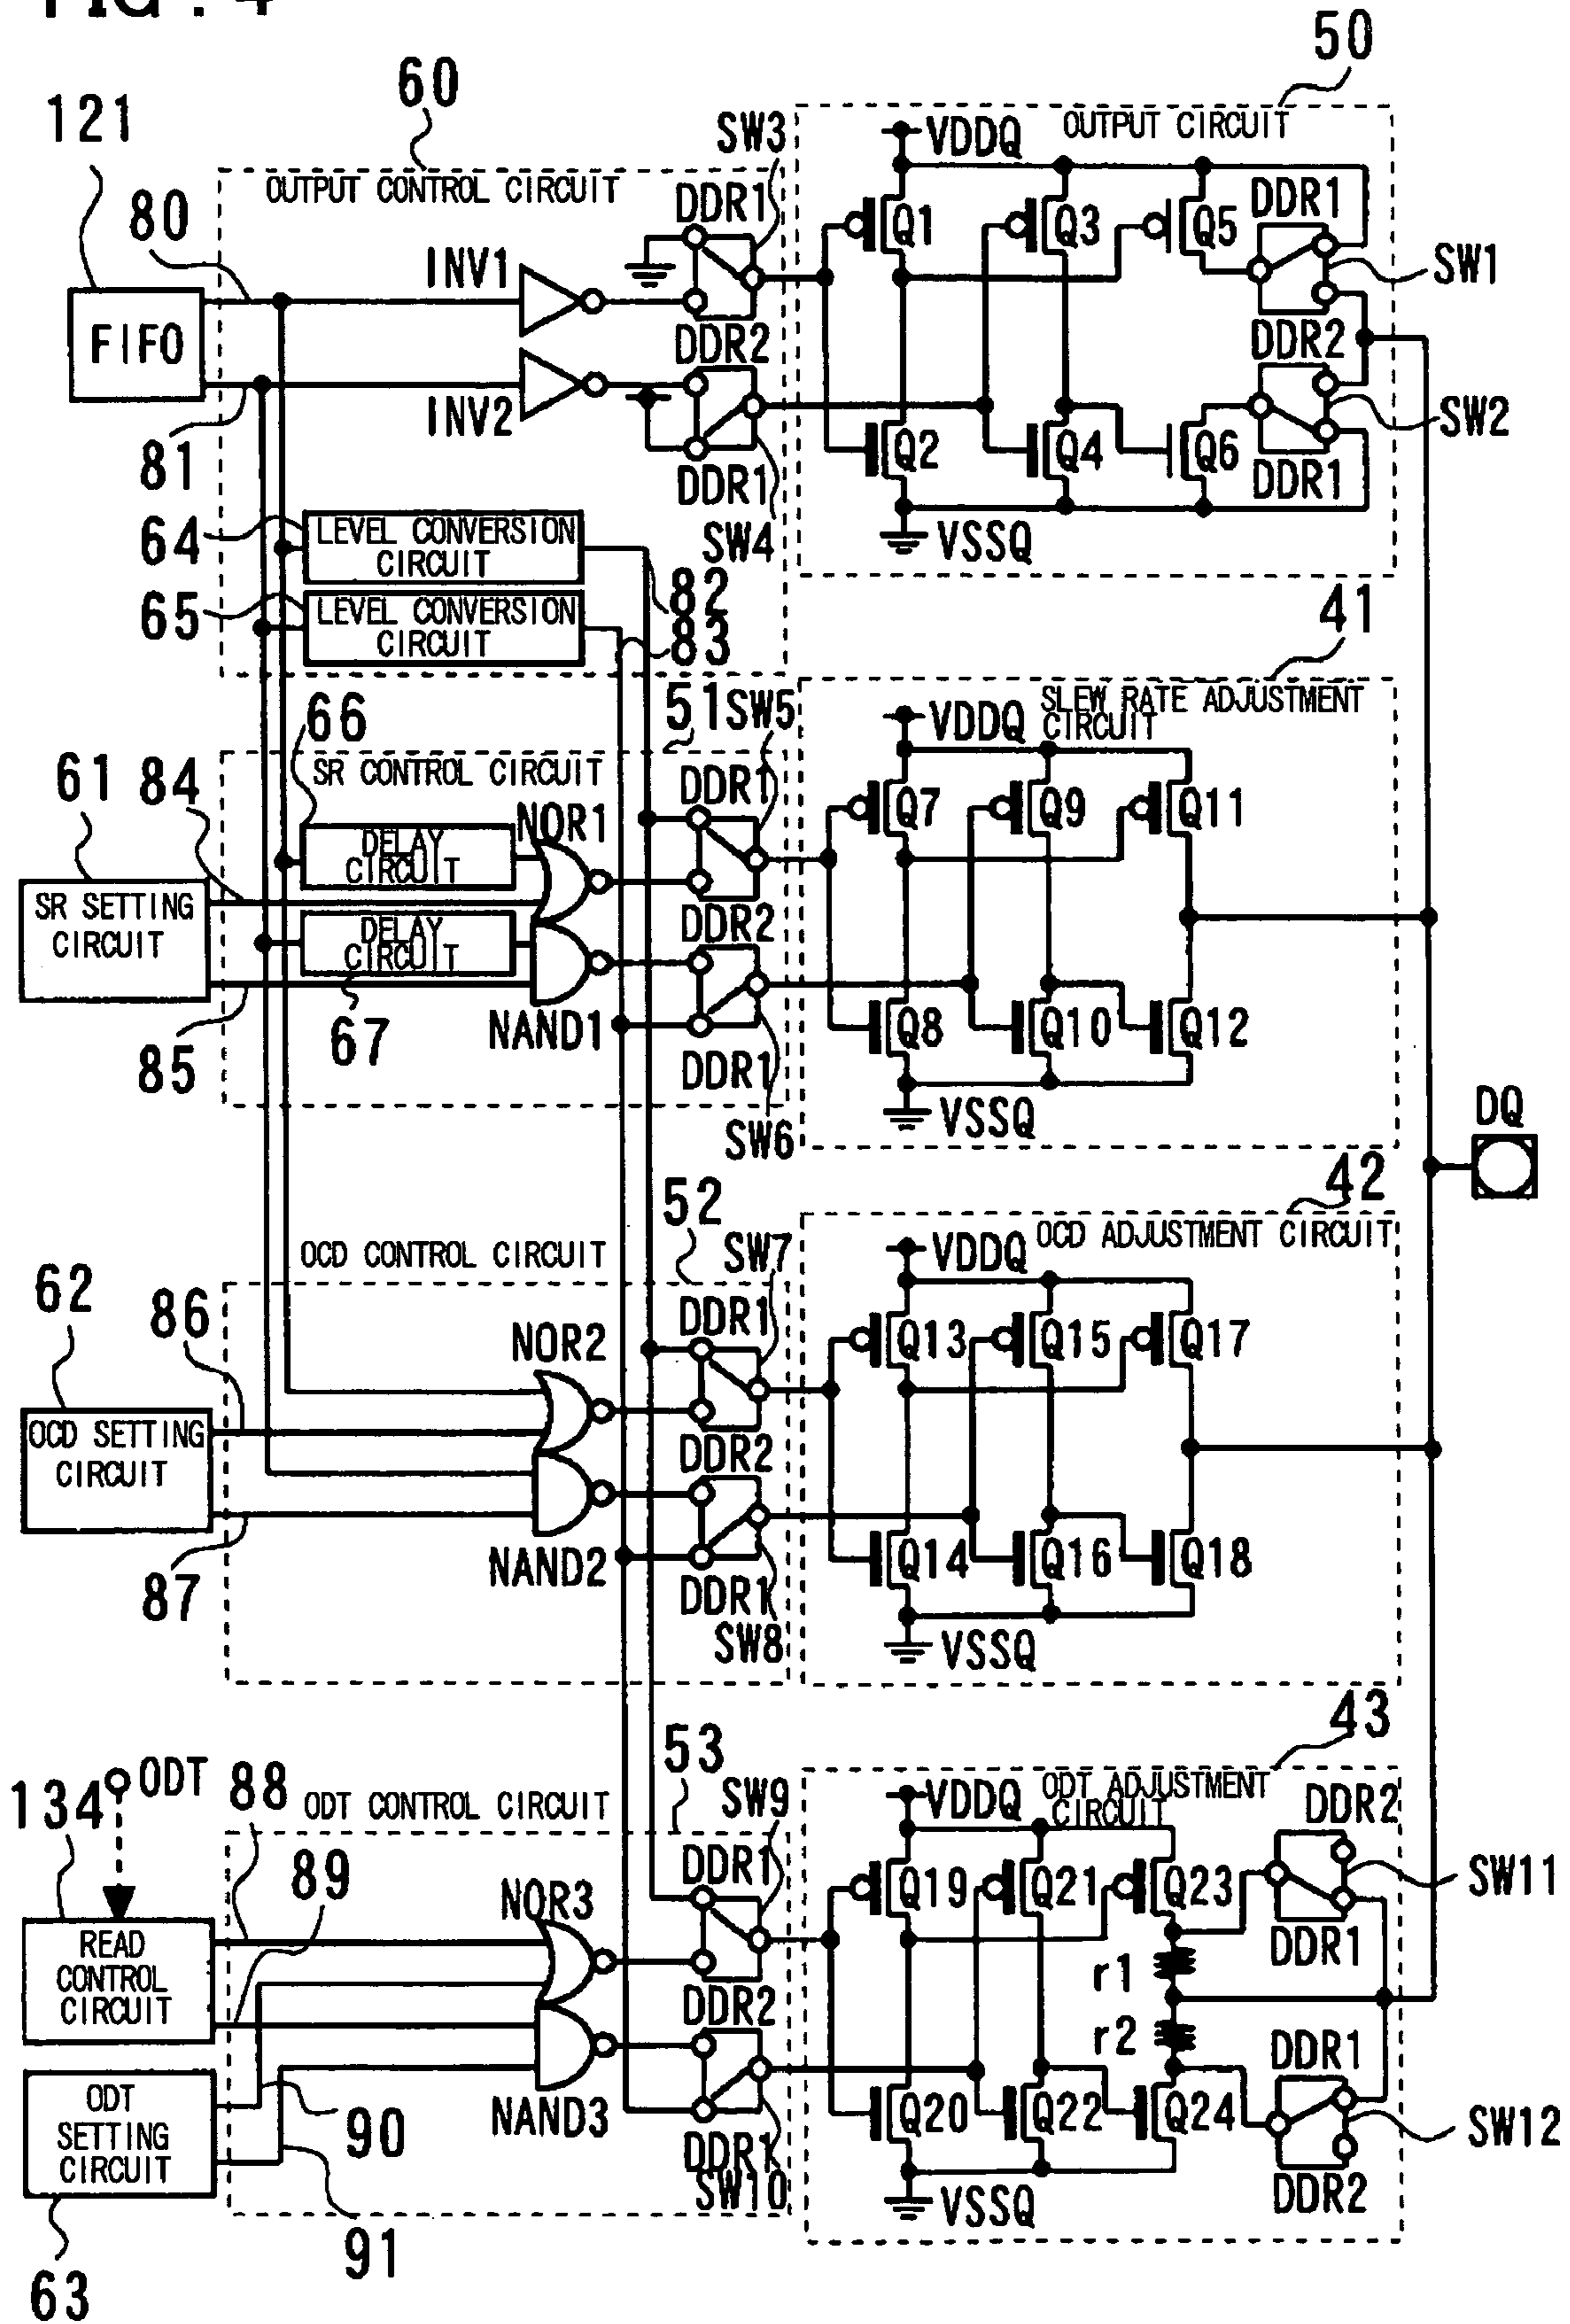 FIG. 4
50
60
121
SW3
OUTPUT CIRCUIT
VDDQ
OUTPUT CONTROL CIRCUIT
DDR1
DDR1
80
Q1
Q3
Q5
INV1
SW1
FIFO
DDR2
DDR2
INV2
SW2
81
Q2
Q4
Q6
DDR1
DDR1
64
LEVEL CONVERSION
CIRCUIT
SW4
VSSQ
82
65
LEVEL CONVERSION
CIRCUIT
83
41
51
SW5
SLEW RATE ADJUSTMENT
CIRCUIT
66
VDDQ
61
84
SR CONTROL CIRCUIT
DDR1
NOR1
Q7
Q9
Q11
DELAY
CIRCUIT
SR SETTING
CIRCUIT
DDR2
DELAY
CIRCUIT
NAND1
67
85
Q8
Q10
Q12
DDR1
VSSQ
SW6
DQ
42
52
OCD CONTROL CIRCUIT
SW7
VDDQ
OCD ADJUSTMENT CIRCUIT
62
86
DDR1
NOR2
Q13
Q15
Q17
OCD SETTING
CIRCUIT
DDR2
NAND2
87
Q14
Q16
Q18
DDR1
SW8
VSSQ
43
53
134
ODT
88
ODT CONTROL CIRCUIT
SW9
VDDQ
ODT ADJUSTMENT
CIRCUIT
DDR2
89
DDR1
NOR3
Q19
Q21
Q23
SW11
READ
CONTROL
CIRCUIT
r1
DDR1
DDR2
r2
DDR1
ODT
SETTING
CIRCUIT
90
NAND3
Q20
Q22
Q24
SW12
DDR1
SW10
DDR2
VSSQ
91
63